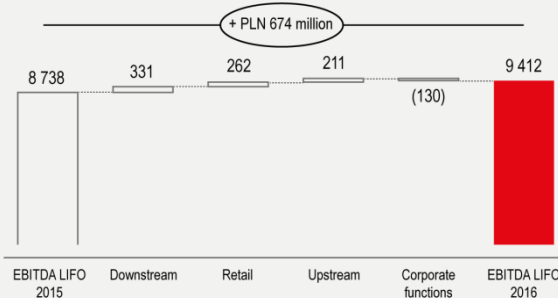 + PLN 674 million
8 738
331
262
211
(130)
9 412
EBITDA LIFO
2015
Downstream
Retail
Upstream
Corporate
functions
EBITDA LIFO
2016